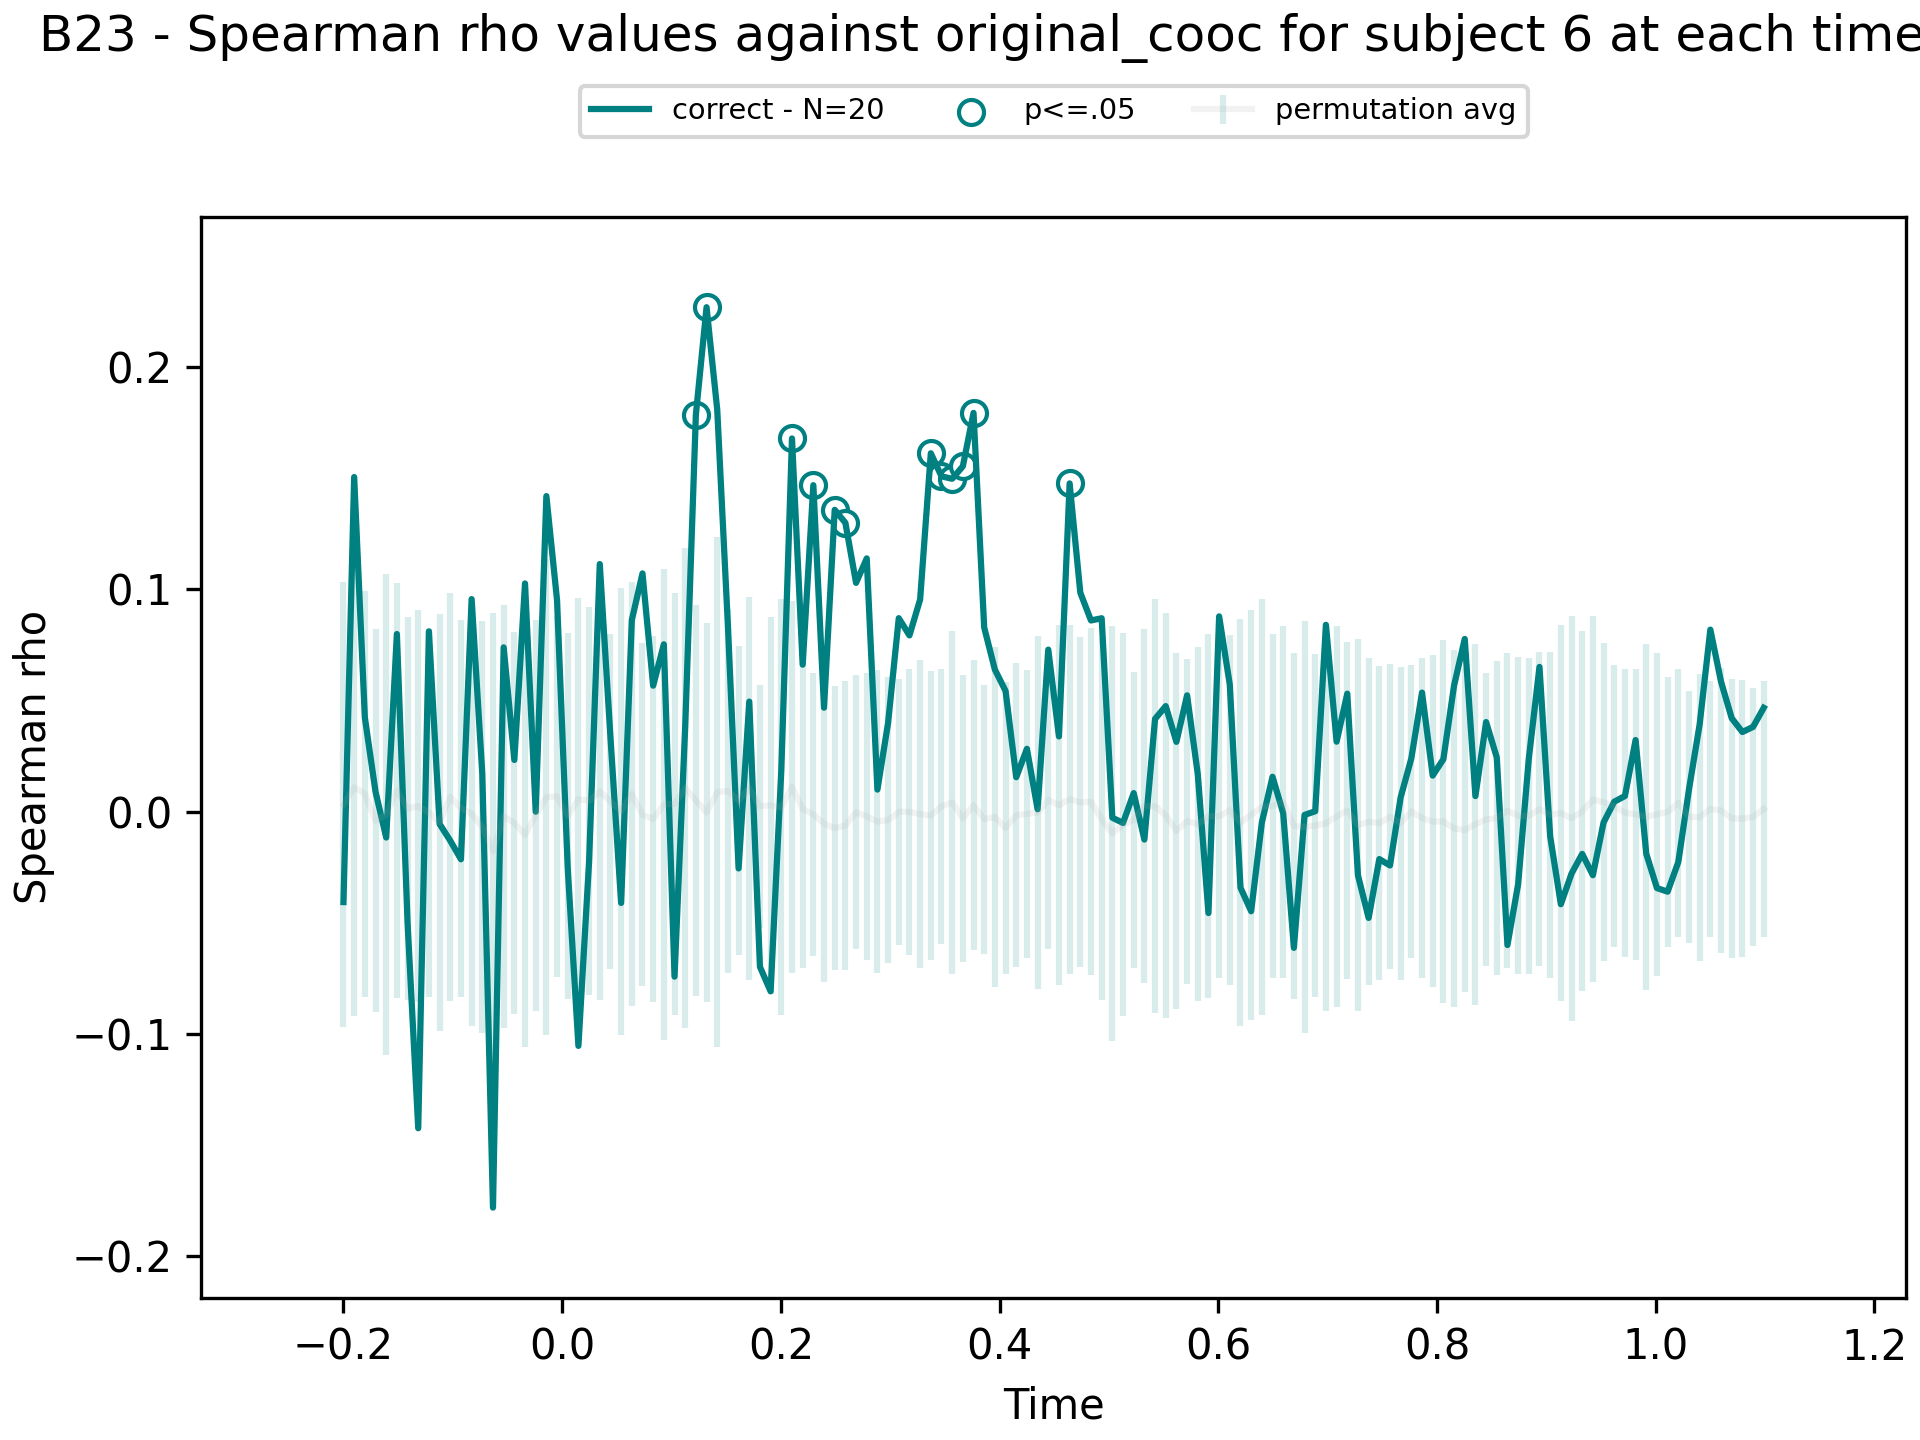 B23 - Spearman rho values against original_cooc for subject 6 at each time
correct - N=20 p<=.05 permutation avg
0.2
0.1
0.0
−0.1
−0.2
Spearman rho
−0.2 0.0 0.2 0.4 0.6 0.8 1.0 1.2
Time